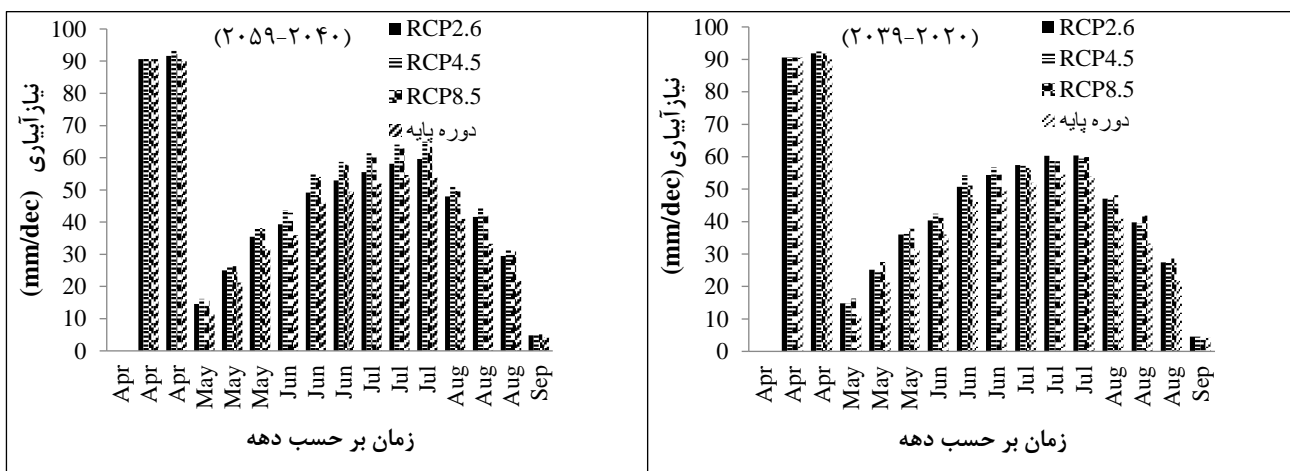 (۲۰۵۹-۲۰۴۰)
RCP2.6
RCP4.5
RCP8.5
دوره پایه
100
90
80
70
60
50
40
30
20
10
0
نیاز آبیاری
(mm/dec)
Apr
Apr
Apr
May
May
May
Jun
Jun
Jun
Jul
Jul
Jul
Aug
Aug
Aug
Sep
زمان بر حسب دهه
(۲۰۳۹-۲۰۲۰)
RCP2.6
RCP4.5
RCP8.5
دوره پایه
100
90
80
70
60
50
40
30
20
10
0
نیاز آبیاری (mm/dec)
Apr
Apr
Apr
May
May
May
Jun
Jun
Jun
Jul
Jul
Jul
Aug
Aug
Aug
Sep
زمان بر حسب دهه